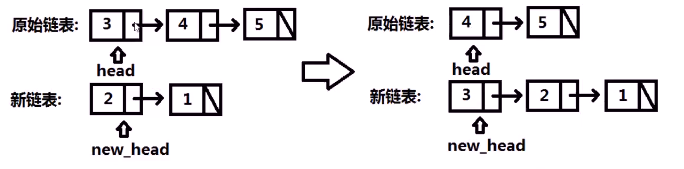 原始链表: 3 4 5
head
新链表: 2 1
new_head
原始链表: 4 5
head
新链表: 3 2 1
new_head